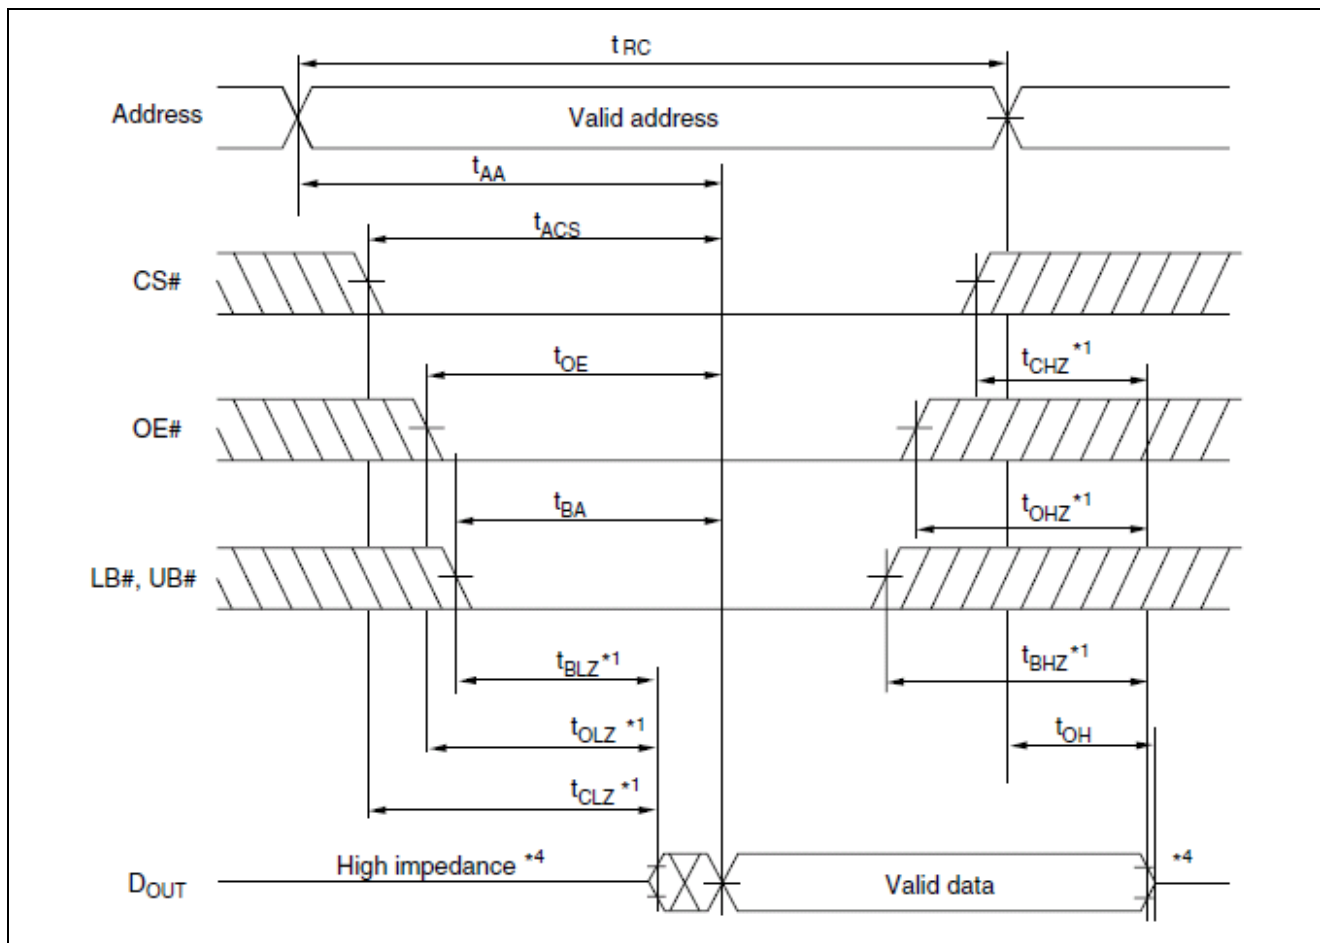 tRC
Address
Valid address
tAA
tACS
CS#
tOE
tCHZ *1
OE#
tBA
tOHZ *1
LB#, UB#
tBLZ *1
tBHZ *1
tOLZ *1
tOH
tCLZ *1
High impedance *4
*4
DOUT
Valid data